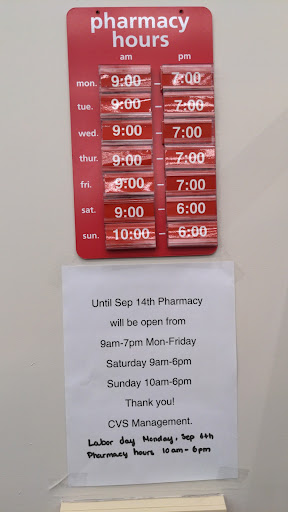 pharmacy
hours
am pm
mon. 9:00 - 7:00
tue. 9:00 - 7:00
wed. 9:00 - 7:00
thur. 9:00 - 7:00
fri. 9:00 - 7:00
sat. 9:00 - 6:00
sun. 10:00 - 6:00
Until Sep 14th Pharmacy
will be open from
9am-7pm Mon-Friday
Saturday 9am-6pm
Sunday 10am-6pm
Thank you!
CVS Management.
Labor day Monday, Sep 6th
Pharmacy hours 10am - 6pm